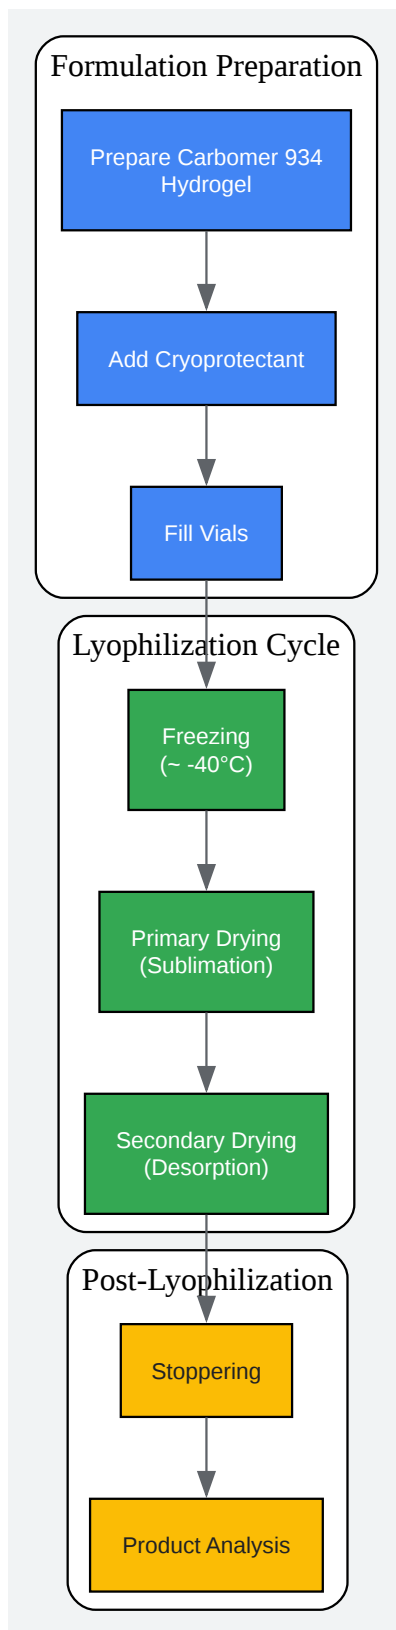 Formulation Preparation
Prepare Carbomer 934
Hydrogel
Add Cryoprotectant
Fill Vials
Lyophilization Cycle
Freezing
(~ -40°C)
Primary Drying
(Sublimation)
Secondary Drying
(Desorption)
Post-Lyophilization
Stoppering
Product Analysis